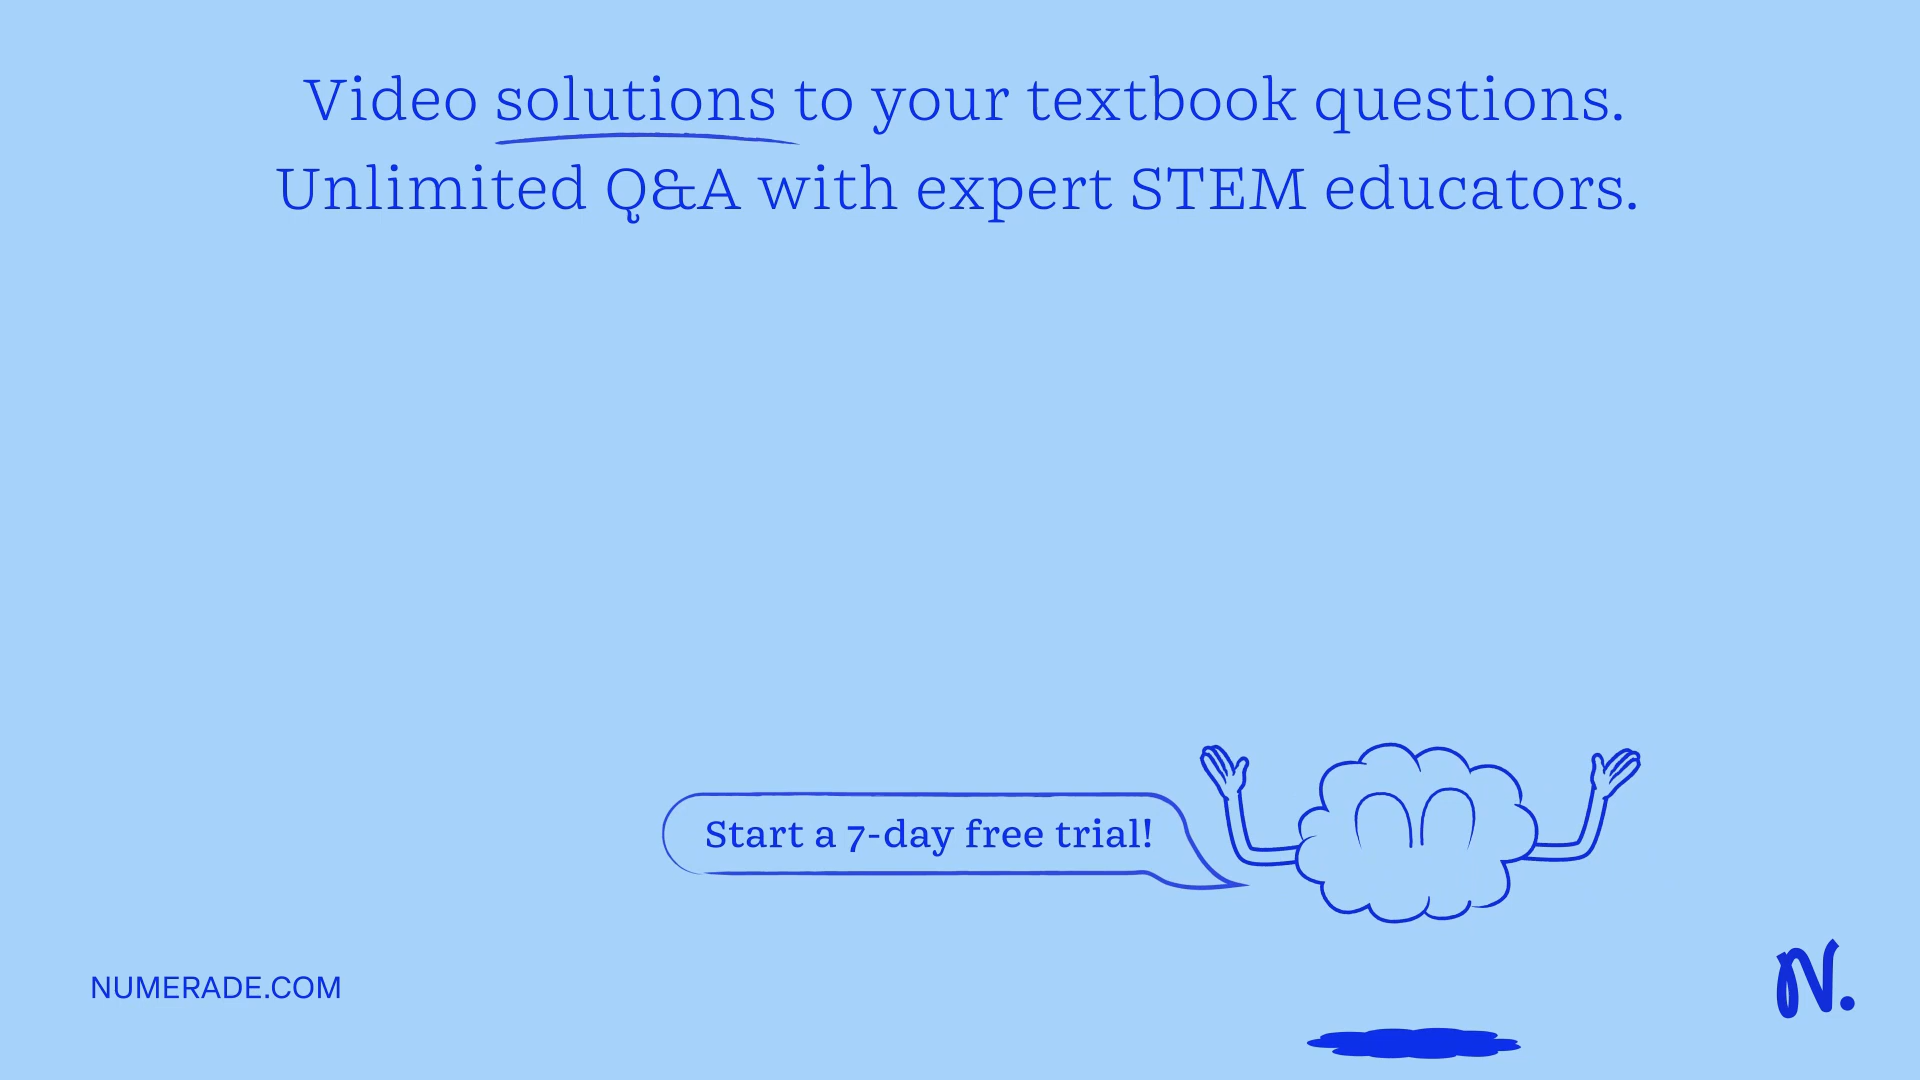 Video solutions to your textbook questions.
Unlimited Q&A with expert STEM educators.
Start a 7-day free trial!
NUMERADE.COM
N.